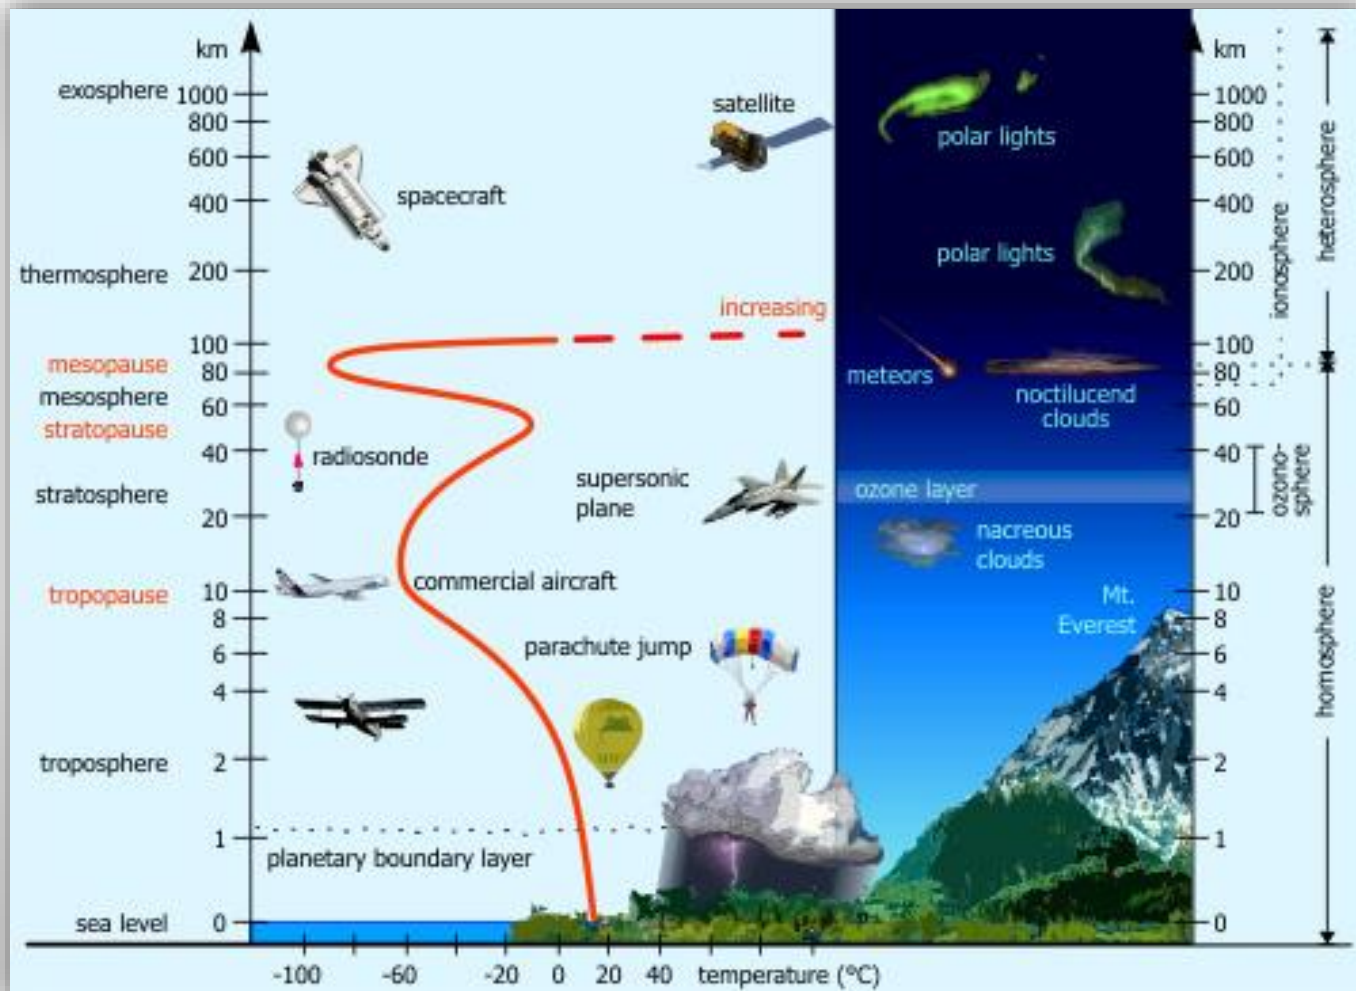 km
km
exosphere
1000
satellite
1000
800
polar lights
800
600
600
spacecraft
400
400
heterosphere
ionosphere
polar lights
thermosphere
200
200
increasing
100
100
mesopause
80
meteors
80
mesosphere
noctilucend
clouds
60
60
stratopause
40
radiosonde
40
supersonic
plane
ozono-
sphere
ozone layer
stratosphere
20
20
nacreous
clouds
commercial aircraft
tropopause
10
10
Mt.
Everest
8
8
parachute jump
6
6
homosphere
4
4
troposphere
2
2
1
1
planetary boundary layer
sea level
0
0
-100
-60
-20
0
20
40
temperature (°C)